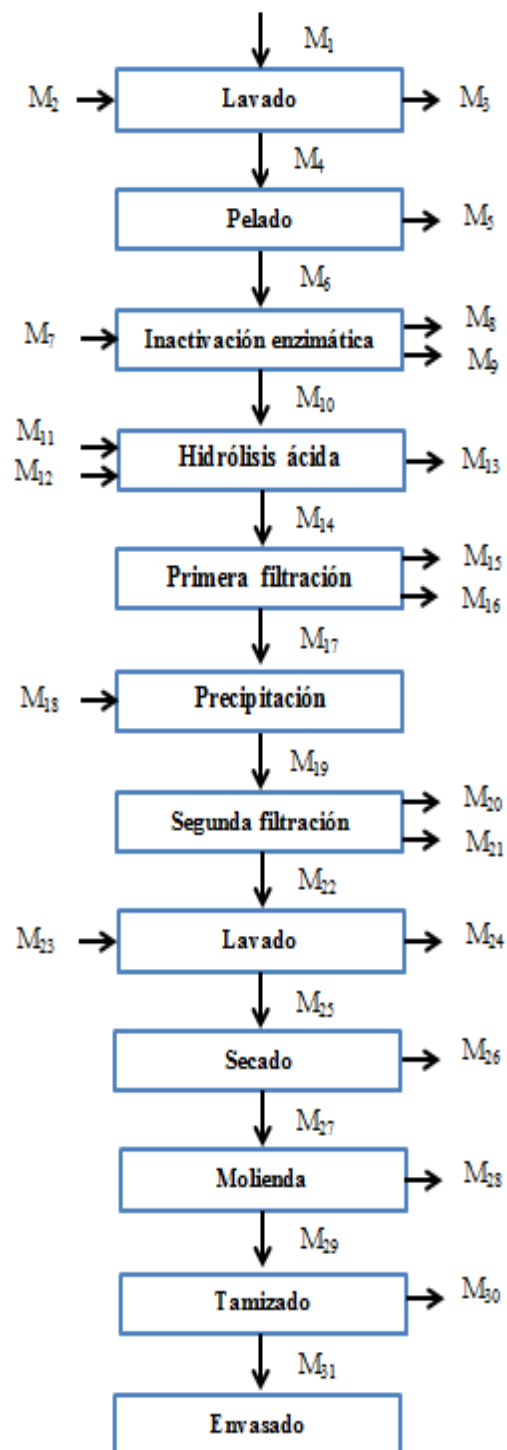 M₁
M₂ Lavado M₃
M₄
Pelado M₅
M₆
M₇ Inactivación enzimática M₈
M₉
M₁₀
M₁₁
M₁₂ Hidrólisis ácida M₁₃
M₁₄
Primera filtración M₁₅
M₁₆
M₁₇
M₁₈ Precipitación
M₁₉
Segunda filtración M₂₀
M₂₁
M₂₂
M₂₃ Lavado M₂₄
M₂₅
Secado M₂₆
M₂₇
Molienda M₂₈
M₂₉
Tamizado M₃₀
M₃₁
Envasado